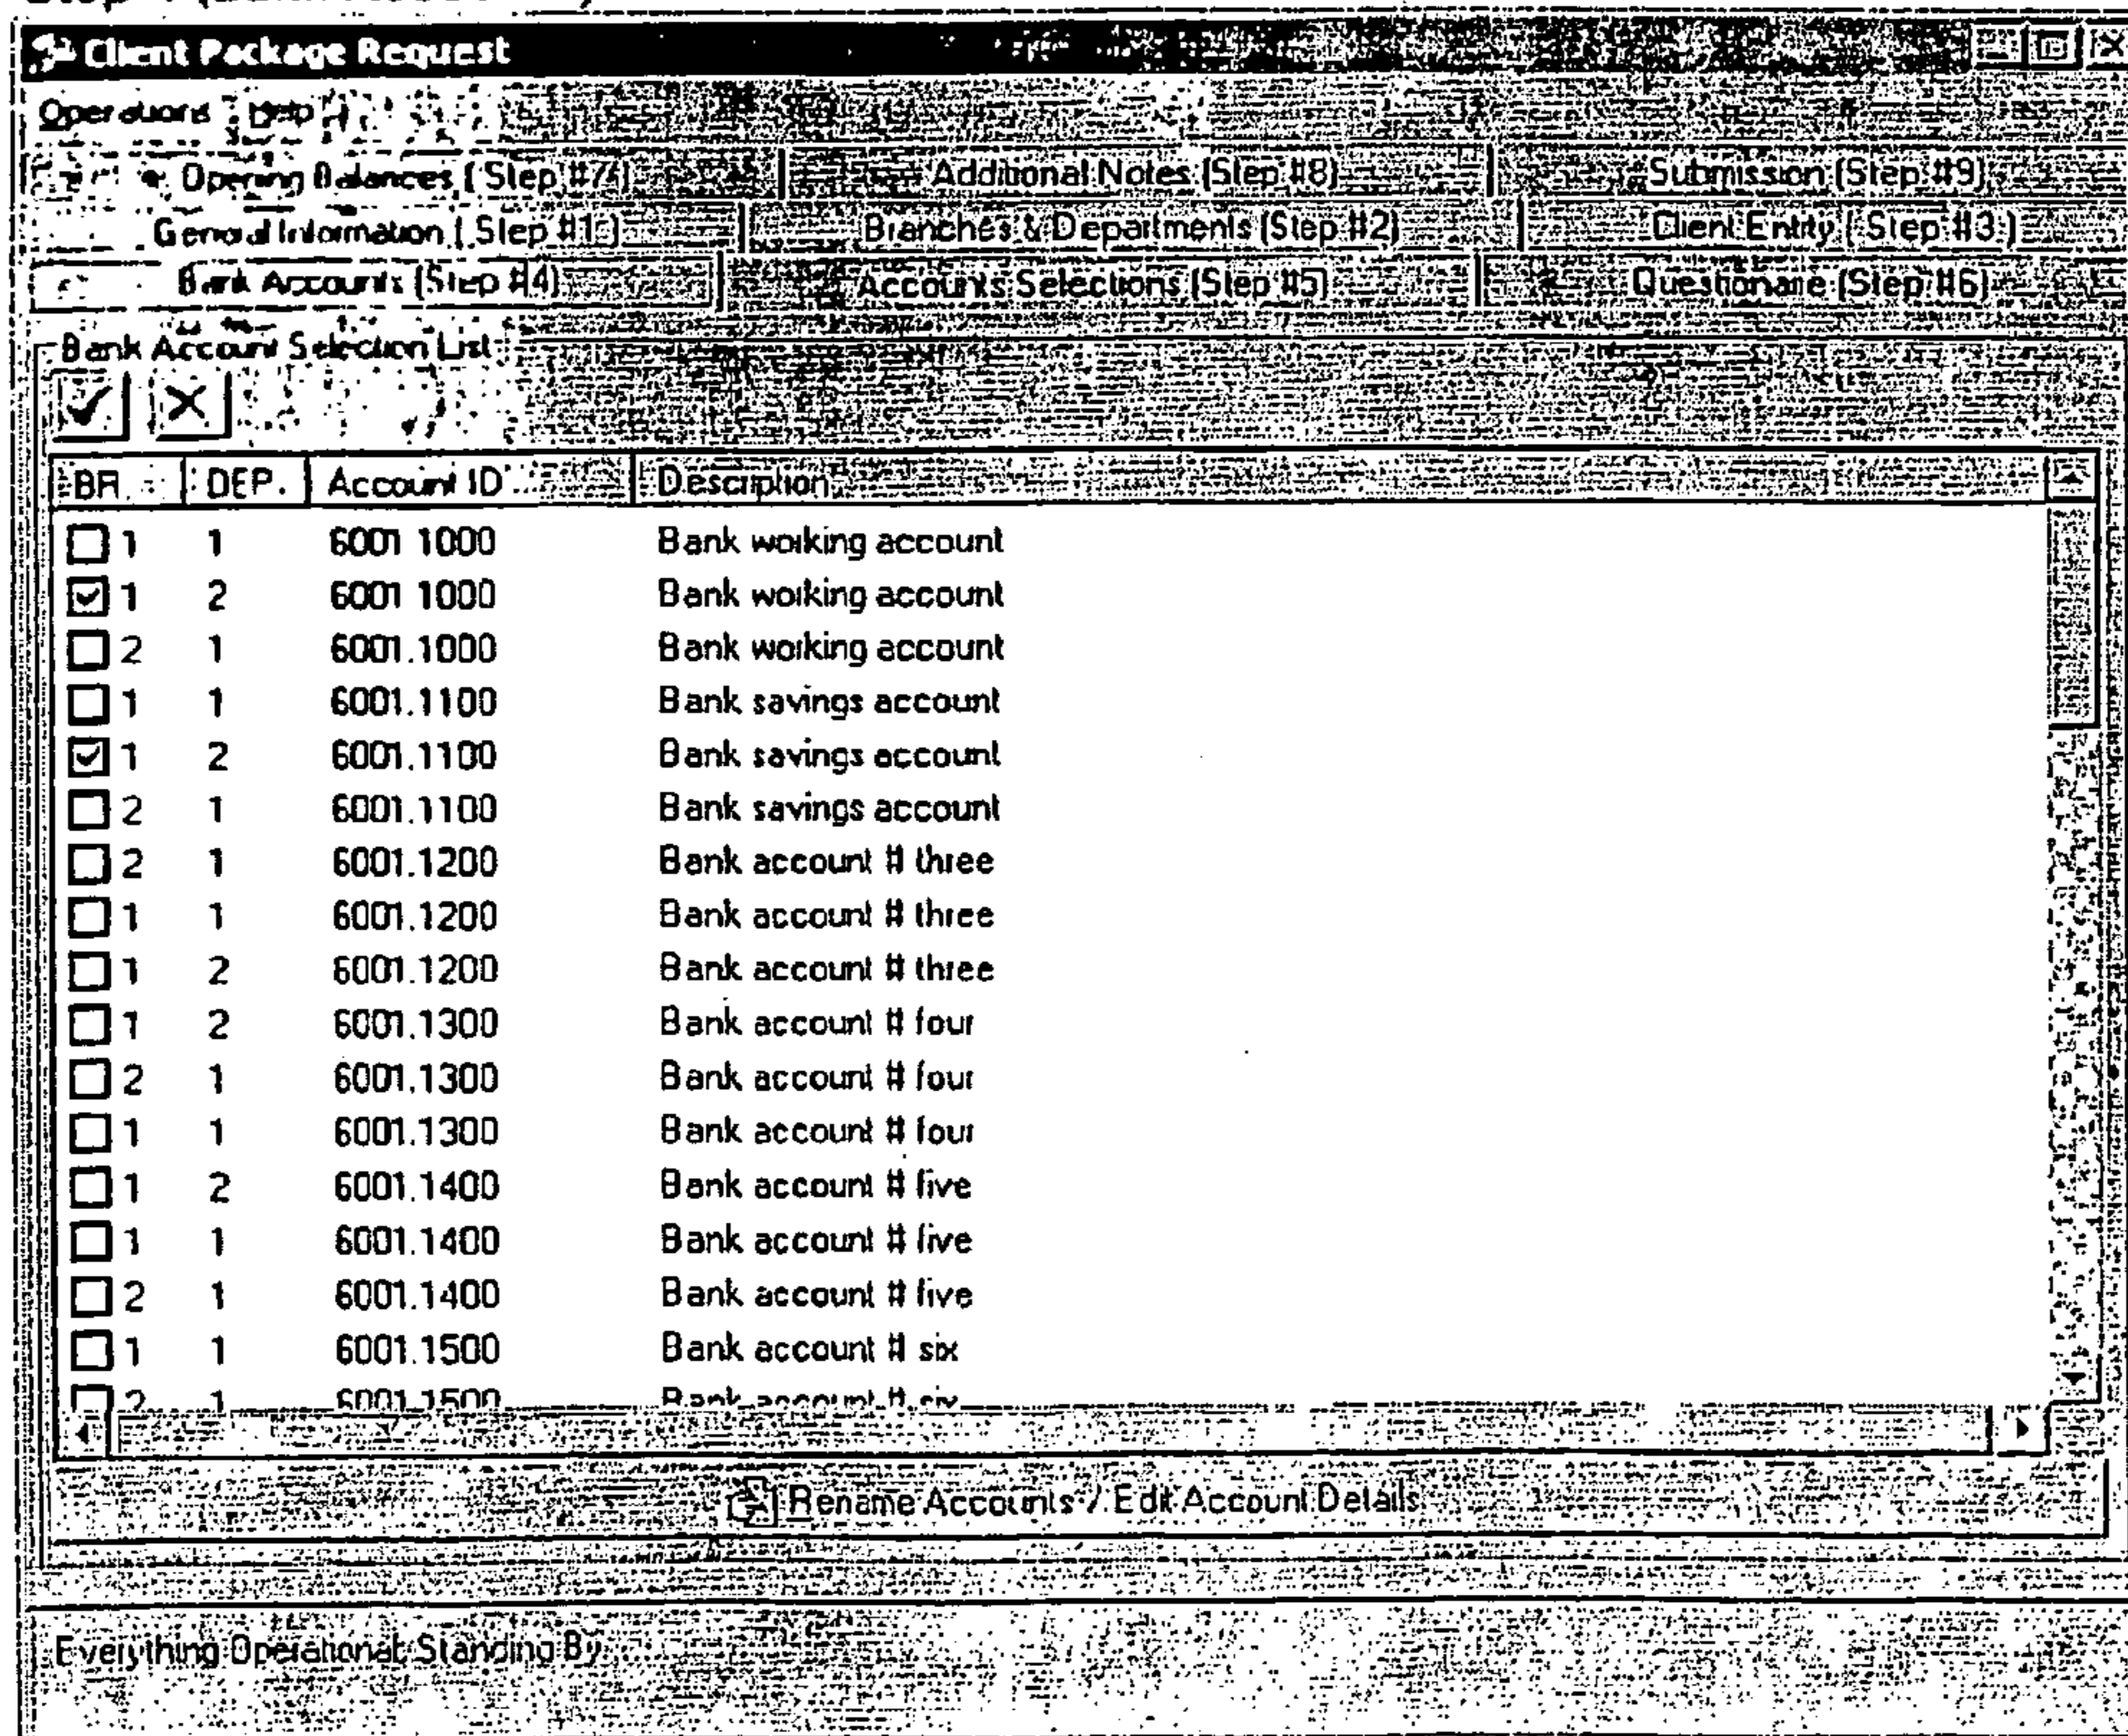 Client Package Request
Operations Help
Opening Balances ( Step #7 ) Additional Notes (Step #8) Submission (Step #9)
General Information ( Step #1 ) Branches & Departments (Step #2) Client Entity ( Step #3 )
Bank Accounts (Step #4) Accounts Selections (Step #5) Questionaire (Step #6)
Bank Account Selection List
BR. DEP. Account ID Description
1 1 6001 1000 Bank working account
1 2 6001 1000 Bank working account
2 1 6001.1000 Bank working account
1 1 6001.1100 Bank savings account
1 2 6001.1100 Bank savings account
2 1 6001.1100 Bank savings account
2 1 6001.1200 Bank account # three
1 1 6001.1200 Bank account # three
1 2 6001.1200 Bank account # three
1 2 6001.1300 Bank account # four
2 1 6001.1300 Bank account # four
1 1 6001.1300 Bank account # four
1 2 6001.1400 Bank account # five
1 1 6001.1400 Bank account # five
2 1 6001.1400 Bank account # five
1 1 6001.1500 Bank account # six
2 1 6001.1500 Bank account # six
Rename Accounts / Edit Account Details
Everything Operational, Standing By